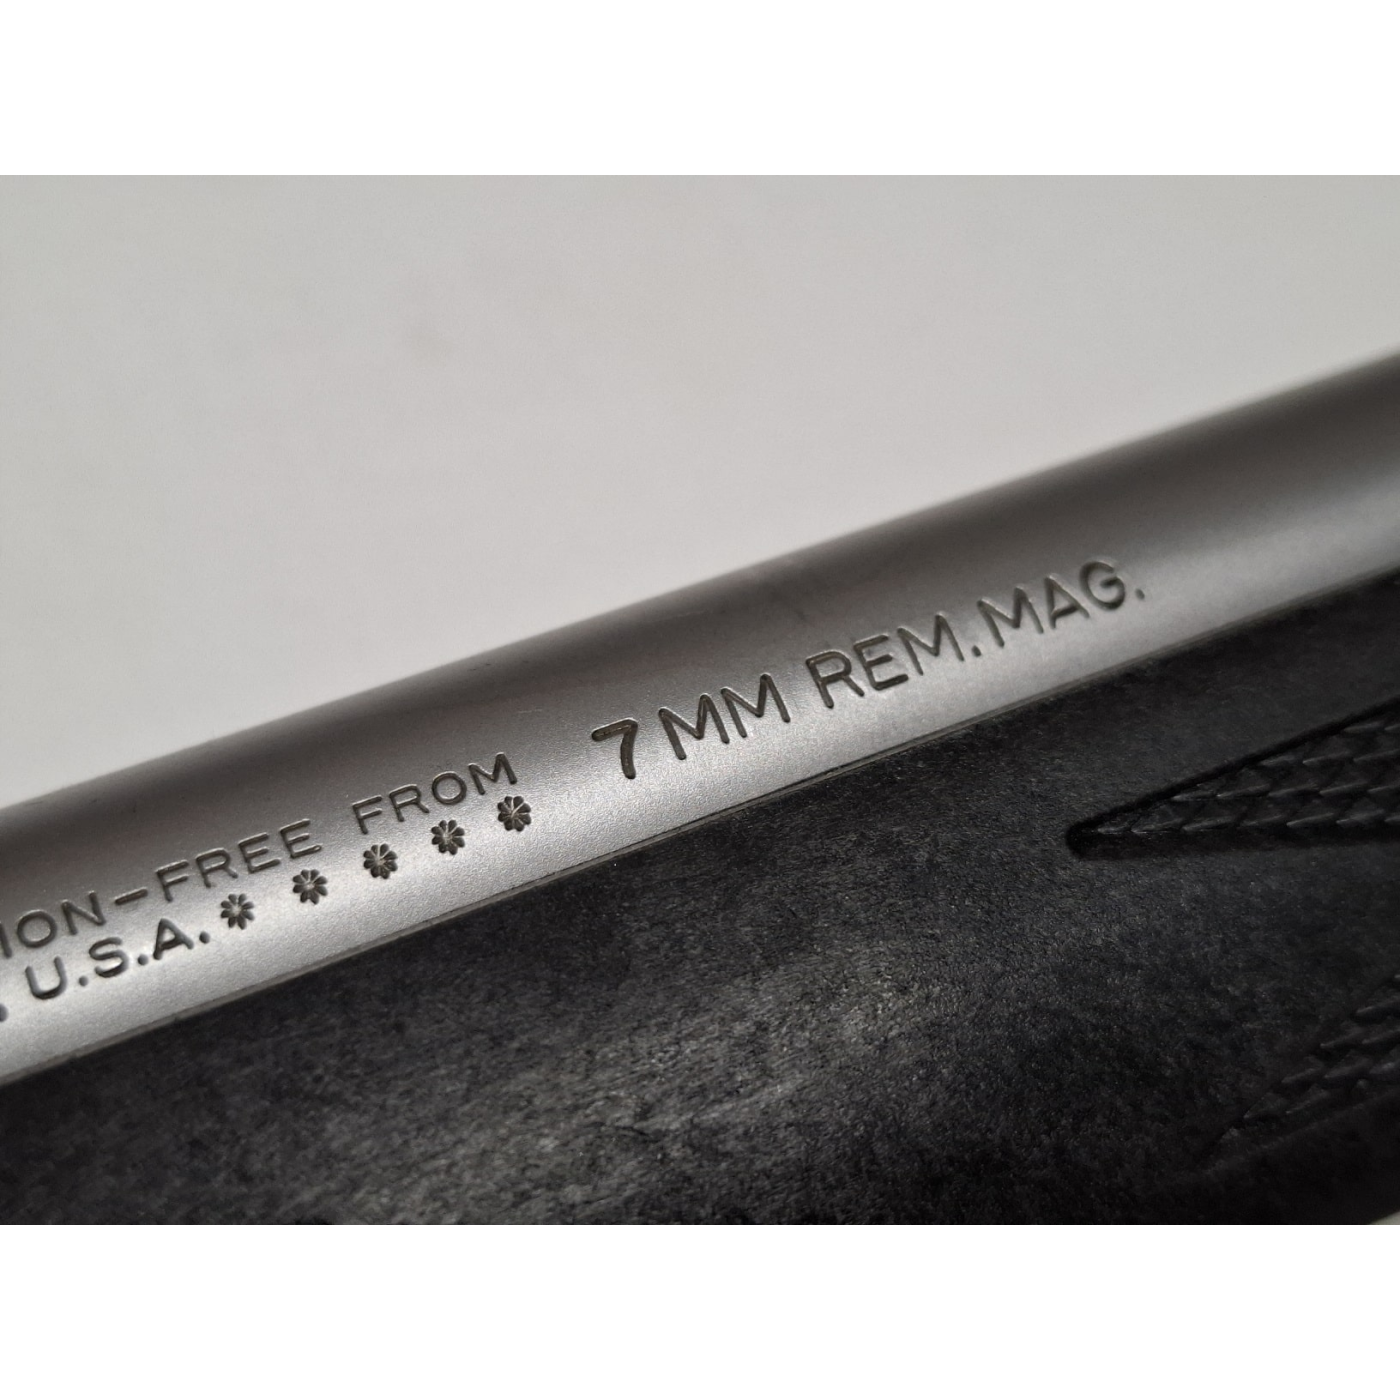 ION-FREE FROM
U.S.A. *****
7MM REM. MAG.